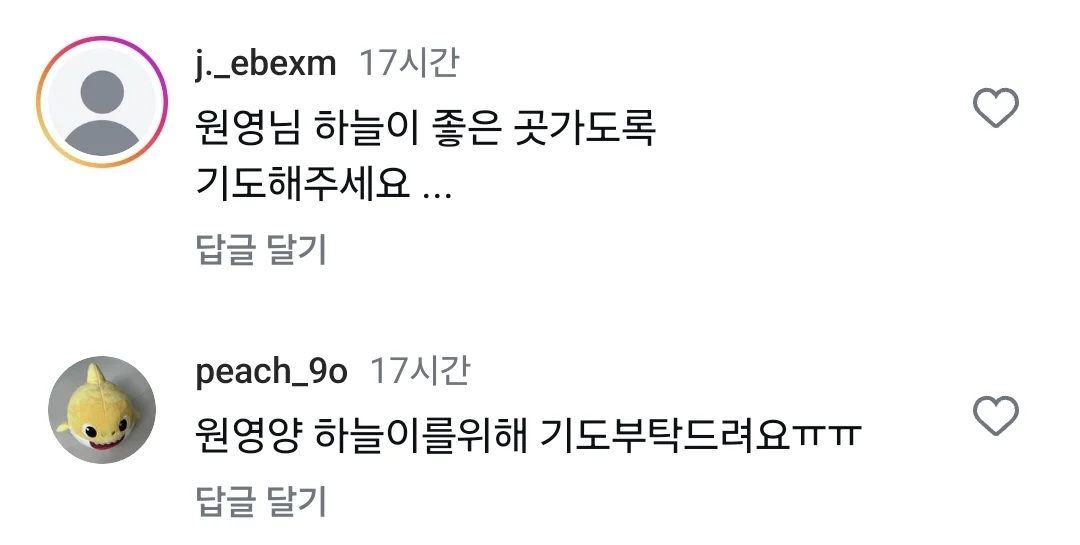 j._ebexm 17시간
원영님 하늘이 좋은 곳가도록
기도해주세요 ...
답글 달기
peach_9o 17시간
원영양 하늘이를위해 기도부탁드려요ㅠㅠ
답글 달기